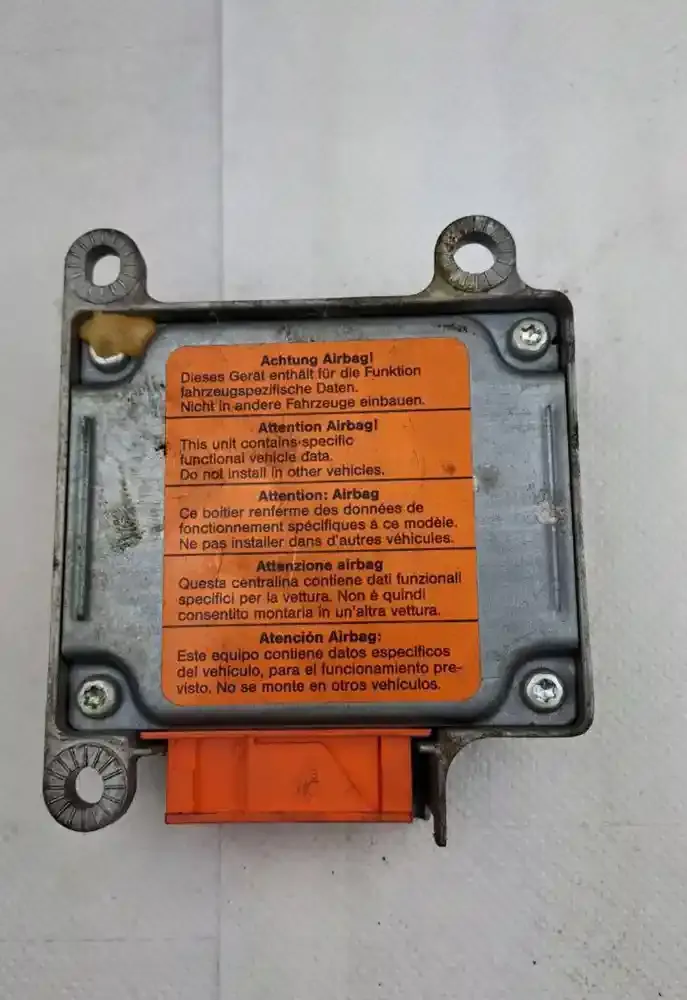 Achtung Airbag!
Dieses Gerät enthält für die Funktion
fahrzeugspezifische Daten.
Nicht in andere Fahrzeuge einbauen.
Attention Airbag!
This unit contains specific
functional vehicle data.
Do not install in other vehicles.
Attention: Airbag
Ce boîtier renferme des données de
fonctionnement spécifiques à ce modèle.
Ne pas installer dans d'autres véhicules.
Attenzione airbag
Questa centralina contiene dati funzionali
specifici per la vettura. Non è quindi
consentito montarla in un'altra vettura.
Atención Airbag:
Este equipo contiene datos específicos
del vehículo, para el funcionamiento pre-
visto. No se monte en otros vehículos.